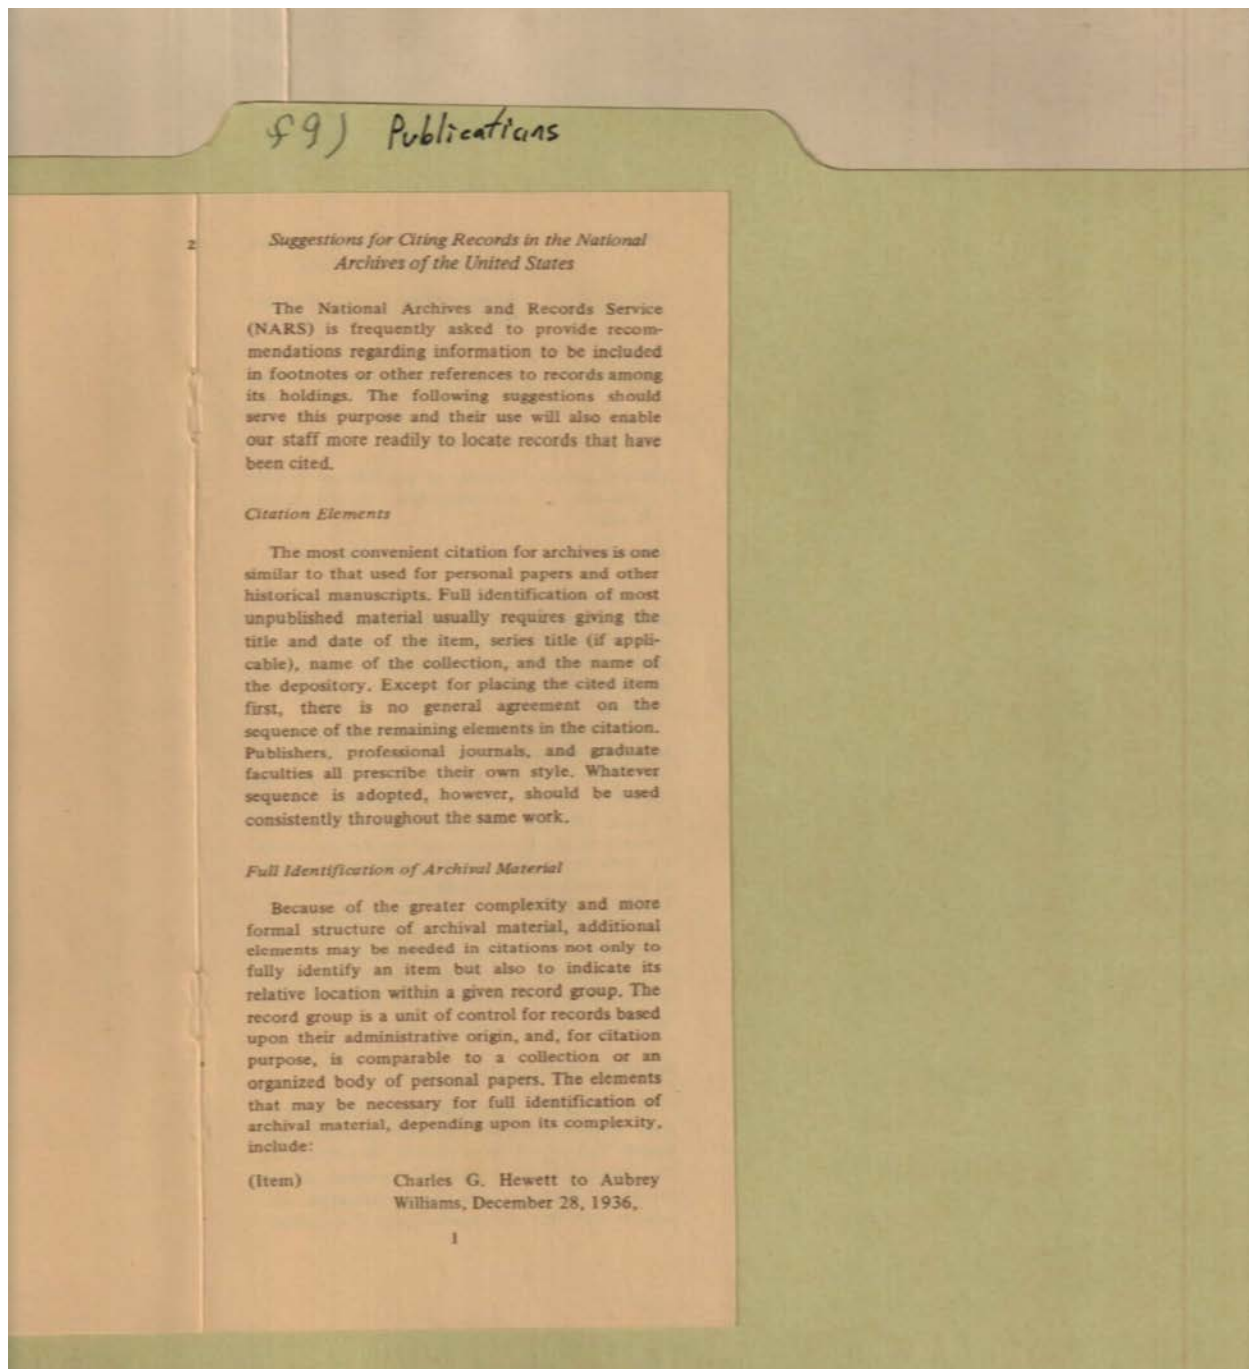 f9) Publications
2
Suggestions for Citing Records in the National
Archives of the United States
The National Archives and Records Service
(NARS) is frequently asked to provide recom-
mendations regarding information to be included
in footnotes or other references to records among
its holdings. The following suggestions should
serve this purpose and their use will also enable
our staff more readily to locate records that have
been cited.
Citation Elements
The most convenient citation for archives is one
similar to that used for personal papers and other
historical manuscripts. Full identification of most
unpublished material usually requires giving the
title and date of the item, series title (if appli-
cable), name of the collection, and the name of
the depository. Except for placing the cited item
first, there is no general agreement on the
sequence of the remaining elements in the citation.
Publishers, professional journals, and graduate
faculties all prescribe their own style. Whatever
sequence is adopted, however, should be used
consistently throughout the same work.
Full Identification of Archival Material
Because of the greater complexity and more
formal structure of archival material, additional
elements may be needed in citations not only to
fully identify an item but also to indicate its
relative location within a given record group. The
record group is a unit of control for records based
upon their administrative origin, and, for citation
purpose, is comparable to a collection or an
organized body of personal papers. The elements
that may be necessary for full identification of
archival material, depending upon its complexity,
include:
(Item) Charles G. Hewett to Aubrey
Williams, December 28, 1936,
1